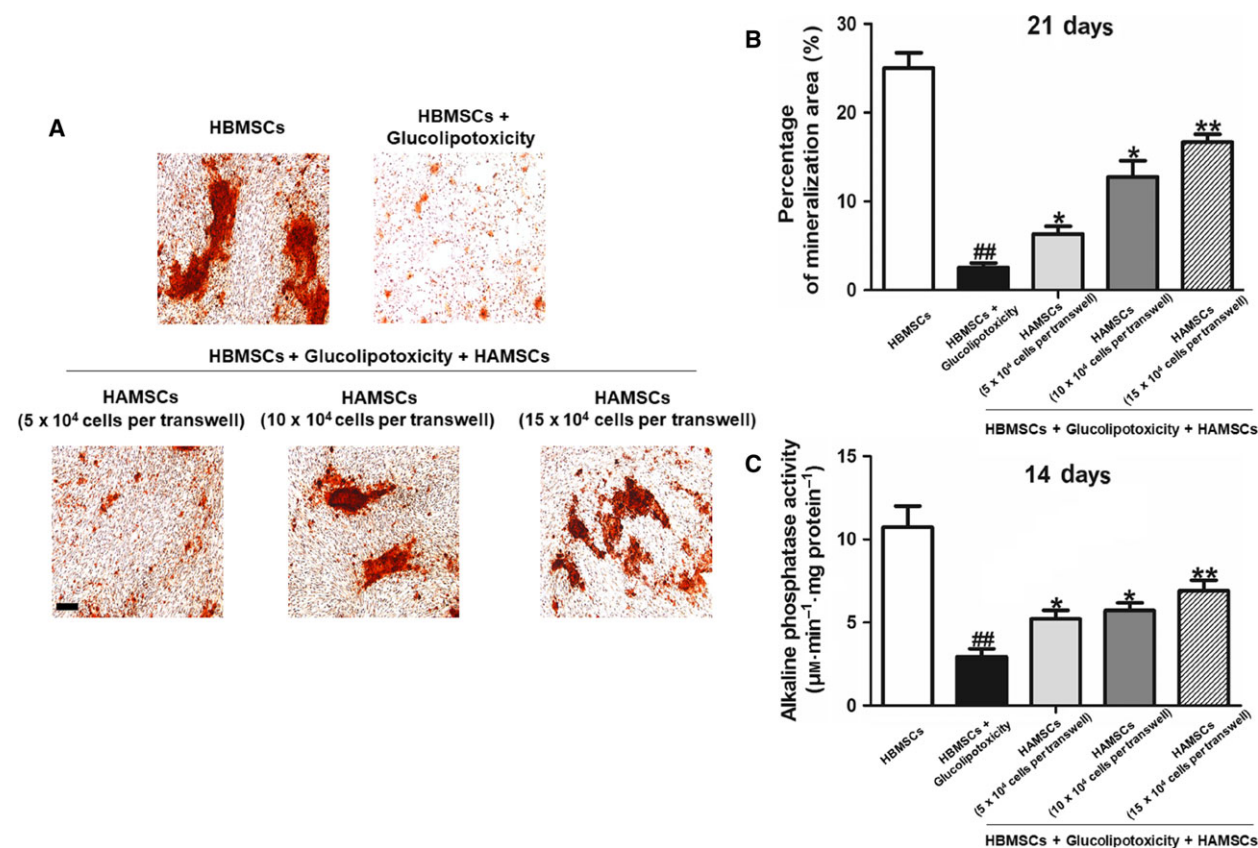 A
HBMSCs
HBMSCs +
Glucolipotoxicity
HBMSCs + Glucolipotoxicity + HAMSCs
HAMSCs
(5 x 10⁴ cells per transwell)
HAMSCs
(10 x 10⁴ cells per transwell)
HAMSCs
(15 x 10⁴ cells per transwell)
B
21 days
Percentage
of mineralization area (%)
30
20
10
0
##
*
*
**
HBMSCs
HBMSCs +
Glucolipotoxicity
HAMSCs
(5 x 10⁴ cells per transwell)
HAMSCs
(10 x 10⁴ cells per transwell)
HAMSCs
(15 x 10⁴ cells per transwell)
HBMSCs + Glucolipotoxicity + HAMSCs
C
14 days
Alkaline phosphatase activity
(µM·min⁻¹·mg protein⁻¹)
15
10
5
0
##
*
*
**
HBMSCs
HBMSCs +
Glucolipotoxicity
HAMSCs
(5 x 10⁴ cells per transwell)
HAMSCs
(10 x 10⁴ cells per transwell)
HAMSCs
(15 x 10⁴ cells per transwell)
HBMSCs + Glucolipotoxicity + HAMSCs